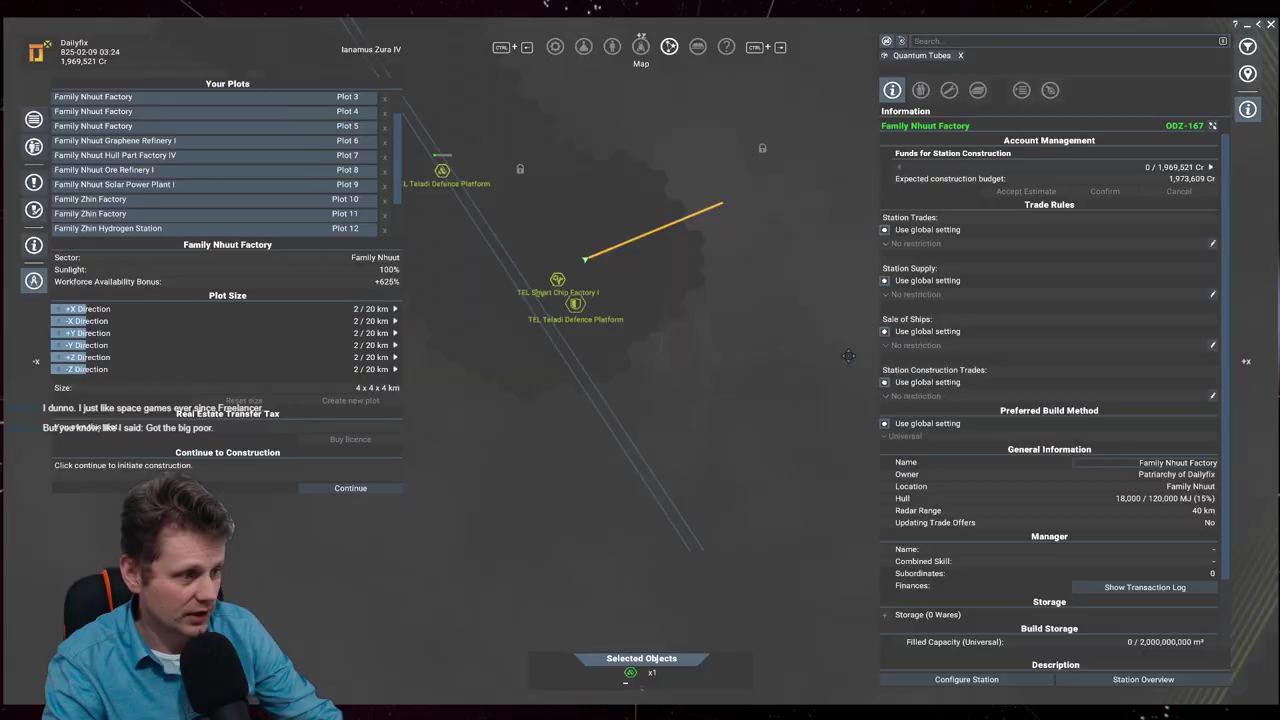 Dailyfix
825-02-09 03:24
1,969,521 Cr
Ianamus Zura IV
CTRL +
CTRL +
Map
Search...
Quantum Tubes X
Your Plots
Family Nhuut Factory Plot 3 x
Family Nhuut Factory Plot 4 x
Family Nhuut Factory Plot 5 x
Family Nhuut Graphene Refinery I Plot 6 x
Family Nhuut Hull Part Factory IV Plot 7 x
Family Nhuut Ore Refinery I Plot 8 x
Family Nhuut Solar Power Plant I Plot 9 x
Family Zhin Factory Plot 10 x
Family Zhin Factory Plot 11 x
Family Zhin Hydrogen Station Plot 12 x
Family Nhuut Factory
Sector: Family Nhuut
Sunlight: 100%
Workforce Availability Bonus: +625%
Plot Size
+X Direction 2 / 20 km
-X Direction 2 / 20 km
+Y Direction 2 / 20 km
-Y Direction 2 / 20 km
+Z Direction 2 / 20 km
-Z Direction 2 / 20 km
Size: 4 x 4 x 4 km
Reset size Create new plot
I dunno. I just like space games ever since Freelancer.
Real Estate Transfer Tax
But you know, like I said: Got the big poor.
Buy licence
Continue to Construction
Click continue to initiate construction.
Continue
-x
+x
L Teladi Defence Platform
TEL Smart Chip Factory I
TEL Teladi Defence Platform
Selected Objects
x1
Information
Family Nhuut Factory ODZ-167
Account Management
Funds for Station Construction
0 / 1,969,521 Cr
Expected construction budget: 1,973,609 Cr
Accept Estimate Confirm Cancel
Trade Rules
Station Trades:
Use global setting
No restriction
Station Supply:
Use global setting
No restriction
Sale of Ships:
Use global setting
No restriction
Station Construction Trades:
Use global setting
No restriction
Preferred Build Method
Use global setting
Universal
General Information
Name Family Nhuut Factory
Owner Patriarchy of Dailyfix
Location Family Nhuut
Hull 18,000 / 120,000 MJ (15%)
Radar Range 40 km
Updating Trade Offers No
Manager
Name: -
Combined Skill: -
Subordinates: 0
Finances: Show Transaction Log
Storage
+ Storage (0 Wares)
Build Storage
Filled Capacity (Universal) 0 / 2,000,000,000 m³
Description
Configure Station Station Overview